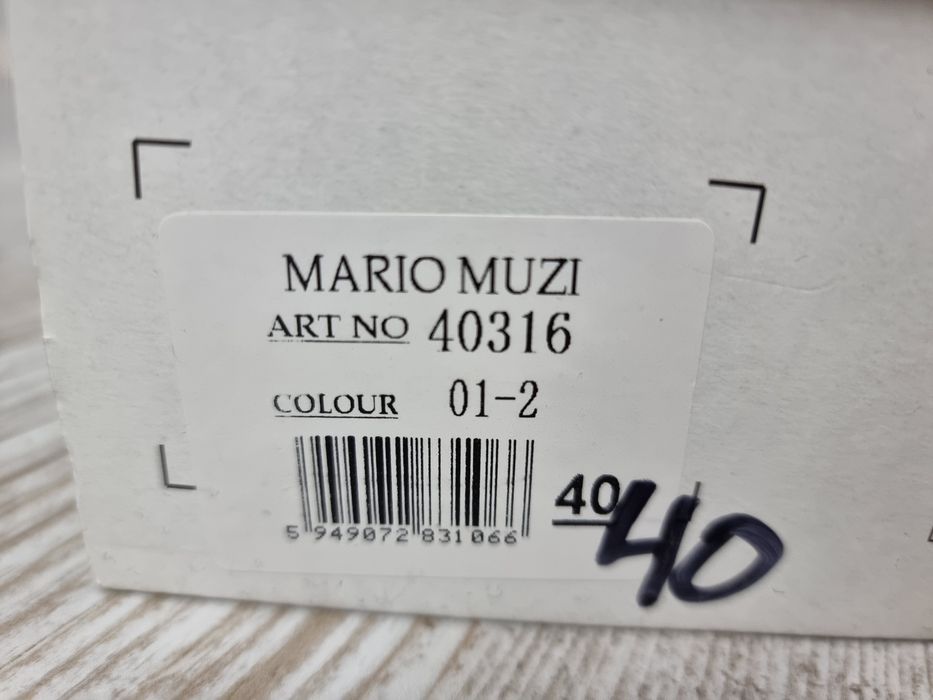 MARIO MUZI
ART NO 40316
COLOUR 01-2
5 949072 831066
40
40